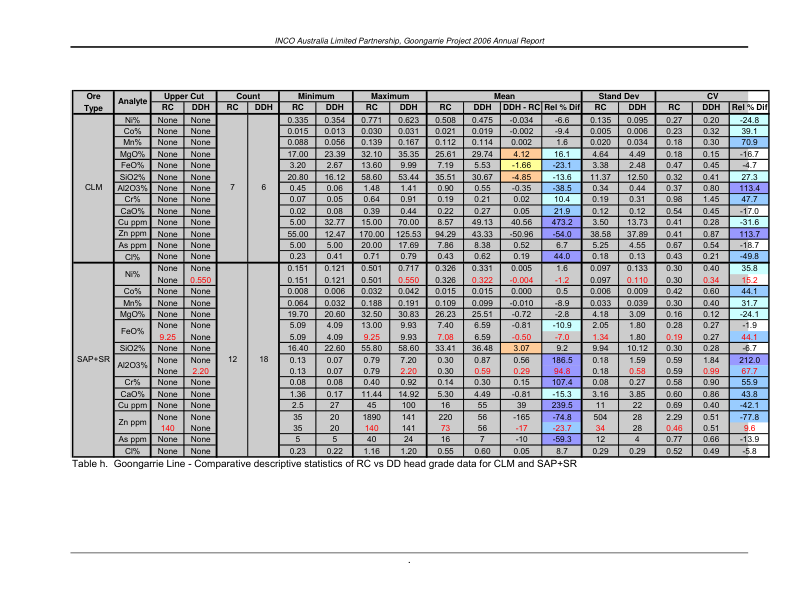 INCO Australia Limited Partnership, Goongarrie Project 2006 Annual Report
Ore Type Analyte Upper Cut Count Minimum Maximum Mean Stand Dev CV
RC DDH RC DDH RC DDH RC DDH RC DDH DDH - RC Rel % Dif RC DDH RC DDH Rel % Dif
CLM 7 6
Ni% None None 0.335 0.354 0.771 0.623 0.508 0.475 -0.034 -6.6 0.135 0.095 0.27 0.20 -24.8
Co% None None 0.015 0.013 0.030 0.031 0.021 0.019 -0.002 -9.4 0.005 0.006 0.23 0.32 39.1
Mn% None None 0.088 0.056 0.139 0.167 0.112 0.114 0.002 1.6 0.020 0.034 0.18 0.30 70.9
MgO% None None 17.00 23.39 32.10 35.35 25.61 29.74 4.12 16.1 4.64 4.49 0.18 0.15 -16.7
FeO% None None 3.20 2.67 13.60 9.99 7.19 5.53 -1.66 -23.1 3.38 2.48 0.47 0.45 -4.7
SiO2% None None 20.80 16.12 58.60 53.44 35.51 30.67 -4.85 -13.6 11.37 12.50 0.32 0.41 27.3
Al2O3% None None 0.45 0.06 1.48 1.41 0.90 0.55 -0.35 -38.5 0.34 0.44 0.37 0.80 113.4
Cr% None None 0.07 0.05 0.64 0.91 0.19 0.21 0.02 10.4 0.19 0.31 0.98 1.45 47.7
CaO% None None 0.02 0.08 0.39 0.44 0.22 0.27 0.05 21.9 0.12 0.12 0.54 0.45 -17.0
Cu ppm None None 5.00 32.77 15.00 70.00 8.57 49.13 40.56 473.2 3.50 13.73 0.41 0.28 -31.6
Zn ppm None None 55.00 12.47 170.00 125.53 94.29 43.33 -50.96 -54.0 38.58 37.89 0.41 0.87 113.7
As ppm None None 5.00 5.00 20.00 17.69 7.86 8.38 0.52 6.7 5.25 4.55 0.67 0.54 -18.7
Cl% None None 0.23 0.41 0.71 0.79 0.43 0.62 0.19 44.0 0.18 0.13 0.43 0.21 -49.8
SAP+SR 12 18
Ni% None None 0.151 0.121 0.501 0.717 0.326 0.331 0.005 1.6 0.097 0.133 0.30 0.40 35.8
None 0.550 0.151 0.121 0.501 0.550 0.326 0.322 -0.004 -1.2 0.097 0.110 0.30 0.34 15.2
Co% None None 0.008 0.006 0.032 0.042 0.015 0.015 0.000 0.5 0.006 0.009 0.42 0.60 44.1
Mn% None None 0.064 0.032 0.188 0.191 0.109 0.099 -0.010 -8.9 0.033 0.039 0.30 0.40 31.7
MgO% None None 19.70 20.60 32.50 30.83 26.23 25.51 -0.72 -2.8 4.18 3.09 0.16 0.12 -24.1
FeO% None None 5.09 4.09 13.00 9.93 7.40 6.59 -0.81 -10.9 2.05 1.80 0.28 0.27 -1.9
9.25 None 5.09 4.09 9.25 9.93 7.08 6.59 -0.50 -7.0 1.34 1.80 0.19 0.27 44.1
SiO2% None None 16.40 22.60 55.80 58.60 33.41 36.48 3.07 9.2 9.94 10.12 0.30 0.28 -6.7
Al2O3% None None 0.13 0.07 0.79 7.20 0.30 0.87 0.56 186.5 0.18 1.59 0.59 1.84 212.0
None 2.20 0.13 0.07 0.79 2.20 0.30 0.59 0.29 94.8 0.18 0.58 0.59 0.99 67.7
Cr% None None 0.08 0.08 0.40 0.92 0.14 0.30 0.15 107.4 0.08 0.27 0.58 0.90 55.9
CaO% None None 1.36 0.17 11.44 14.92 5.30 4.49 -0.81 -15.3 3.16 3.85 0.60 0.86 43.8
Cu ppm None None 2.5 27 45 100 16 55 39 239.5 11 22 0.69 0.40 -42.1
Zn ppm None None 35 20 1890 141 220 56 -165 -74.8 504 28 2.29 0.51 -77.8
140 None 35 20 140 141 73 56 -17 -23.7 34 28 0.46 0.51 9.6
As ppm None None 5 5 40 24 16 7 -10 -59.3 12 4 0.77 0.66 -13.9
Cl% None None 0.23 0.22 1.16 1.20 0.55 0.60 0.05 8.7 0.29 0.29 0.52 0.49 -5.8
Table h. Goongarrie Line - Comparative descriptive statistics of RC vs DD head grade data for CLM and SAP+SR